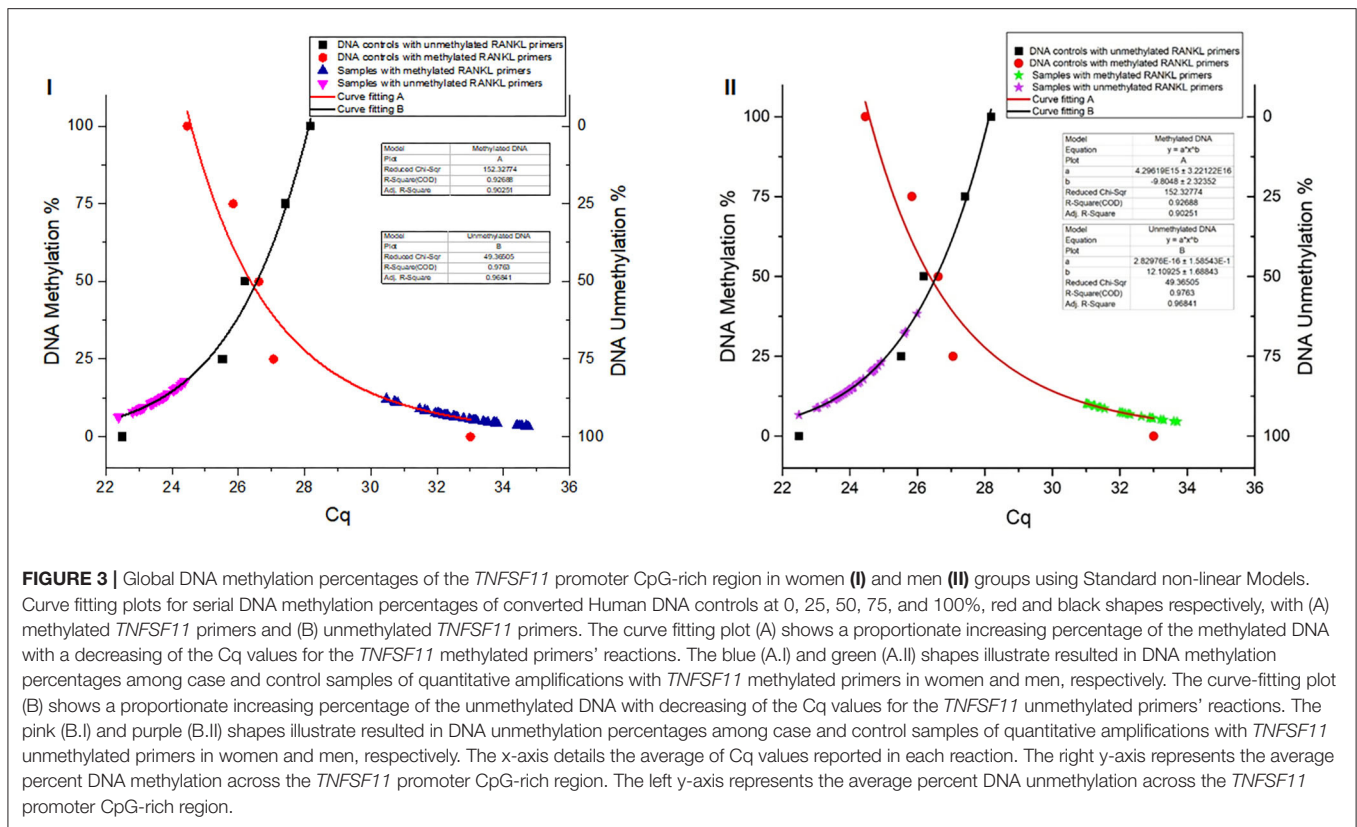 I
DNA controls with unmethylated RANKL primers
DNA controls with methylated RANKL primers
Samples with methylated RANKL primers
Samples with unmethylated RANKL primers
Curve fitting A
Curve fitting B
100
75
50
25
0
DNA Methylation %
0
25
50
75
100
DNA Unmethylation %
22 24 26 28 30 32 34 36
Cq
Model Methylated DNA
Plot A
Reduced Chi-Sqr 152.32774
R-Square(COD) 0.92688
Adj. R-Square 0.90251
Model Unmethylated DNA
Plot B
Reduced Chi-Sqr 49.36505
R-Square(COD) 0.9763
Adj. R-Square 0.96841
II
DNA controls with unmethylated RANKL primers
DNA controls with methylated RANKL primers
Samples with methylated RANKL primers
Samples with unmethylated RANKL primers
Curve fitting A
Curve fitting B
100
75
50
25
0
DNA Methylation %
0
25
50
75
100
DNA Unmethylation %
22 24 26 28 30 32 34 36
Cq
Model Methylated DNA
Equation y = a*x^b
Plot A
a 4.29619E15 ± 3.22122E16
b -9.8048 ± 2.32352
Reduced Chi-Sqr 152.32774
R-Square(COD) 0.92688
Adj. R-Square 0.90251
Model Unmethylated DNA
Equation y = a*x^b
Plot B
a 2.82976E-16 ± 1.58543E-1
b 12.10925 ± 1.68843
Reduced Chi-Sqr 49.36505
R-Square(COD) 0.9763
Adj. R-Square 0.96841
FIGURE 3 | Global DNA methylation percentages of the TNFSF11 promoter CpG-rich region in women (I) and men (II) groups using Standard non-linear Models.
Curve fitting plots for serial DNA methylation percentages of converted Human DNA controls at 0, 25, 50, 75, and 100%, red and black shapes respectively, with (A)
methylated TNFSF11 primers and (B) unmethylated TNFSF11 primers. The curve fitting plot (A) shows a proportionate increasing percentage of the methylated DNA
with a decreasing of the Cq values for the TNFSF11 methylated primers' reactions. The blue (A.I) and green (A.II) shapes illustrate resulted in DNA methylation
percentages among case and control samples of quantitative amplifications with TNFSF11 methylated primers in women and men, respectively. The curve-fitting plot
(B) shows a proportionate increasing percentage of the unmethylated DNA with decreasing of the Cq values for the TNFSF11 unmethylated primers' reactions. The
pink (B.I) and purple (B.II) shapes illustrate resulted in DNA unmethylation percentages among case and control samples of quantitative amplifications with TNFSF11
unmethylated primers in women and men, respectively. The x-axis details the average of Cq values reported in each reaction. The right y-axis represents the average
percent DNA methylation across the TNFSF11 promoter CpG-rich region. The left y-axis represents the average percent DNA unmethylation across the TNFSF11
promoter CpG-rich region.